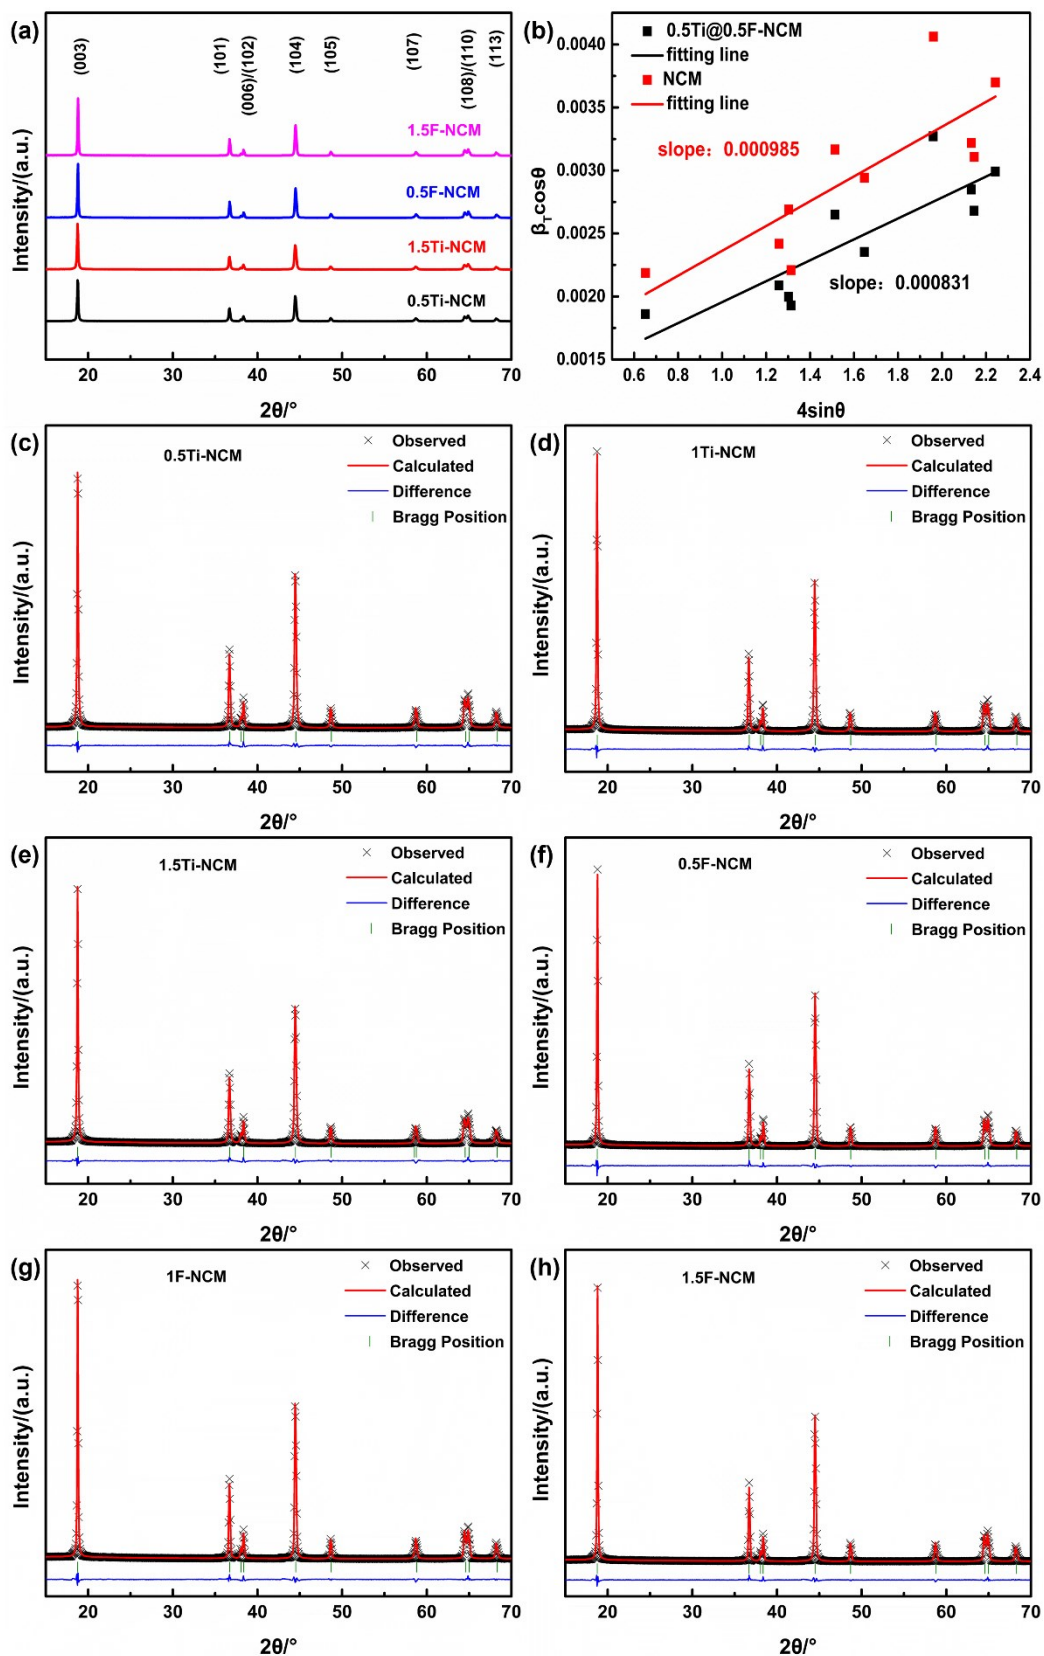 (a)
(003)
(101)
(006)/(102)
(104)
(105)
(107)
(108)/(110)
(113)
1.5F-NCM
0.5F-NCM
1.5Ti-NCM
0.5Ti-NCM
Intensity/(a.u.)
20 30 40 50 60 70
2θ/°
(b)
0.5Ti@0.5F-NCM
fitting line
NCM
fitting line
slope: 0.000985
slope: 0.000831
0.0040
0.0035
0.0030
0.0025
0.0020
0.0015
βTcosθ
0.6 0.8 1.0 1.2 1.4 1.6 1.8 2.0 2.2 2.4
4sinθ
(c)
0.5Ti-NCM
Observed
Calculated
Difference
Bragg Position
Intensity/(a.u.)
20 30 40 50 60 70
2θ/°
(d)
1Ti-NCM
Observed
Calculated
Difference
Bragg Position
Intensity/(a.u.)
20 30 40 50 60 70
2θ/°
(e)
1.5Ti-NCM
Observed
Calculated
Difference
Bragg Position
Intensity/(a.u.)
20 30 40 50 60 70
2θ/°
(f)
0.5F-NCM
Observed
Calculated
Difference
Bragg Position
Intensity/(a.u.)
20 30 40 50 60 70
2θ/°
(g)
1F-NCM
Observed
Calculated
Difference
Bragg Position
Intensity/(a.u.)
20 30 40 50 60 70
2θ/°
(h)
1.5F-NCM
Observed
Calculated
Difference
Bragg Position
Intensity/(a.u.)
20 30 40 50 60 70
2θ/°